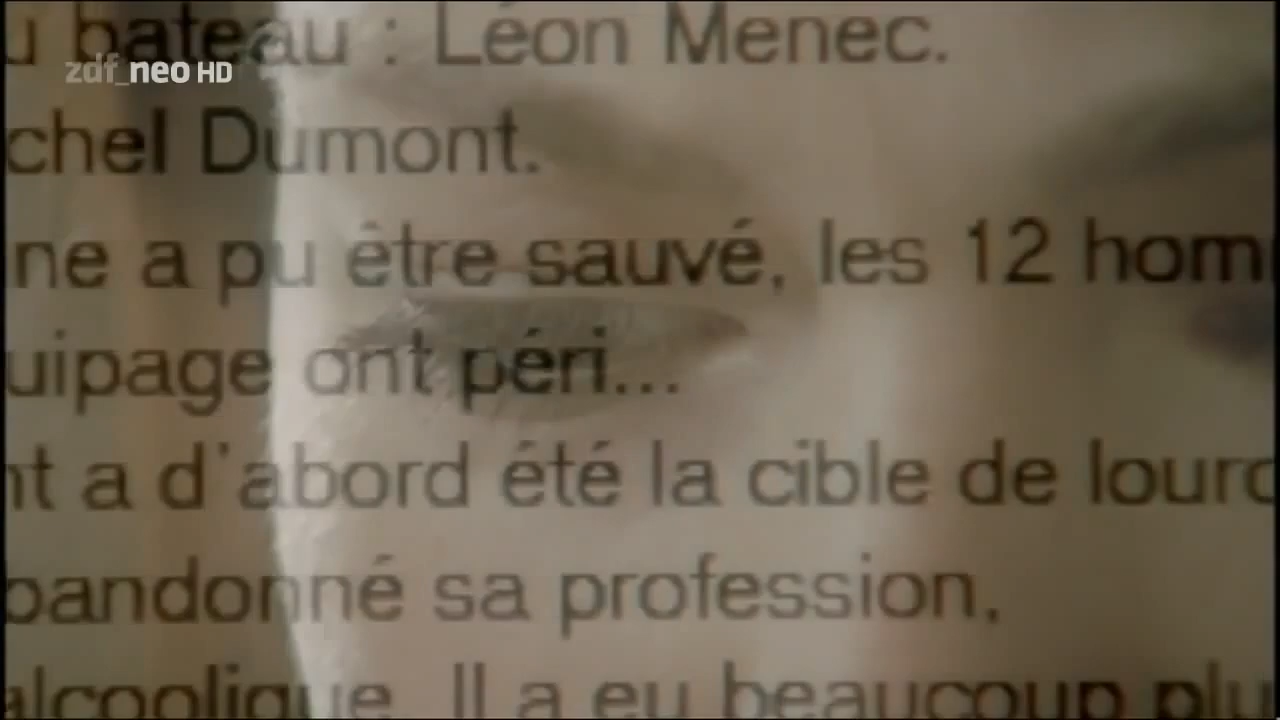 u bateau : Léon Menec.
zdf_neo HD
chel Dumont.
ne a pu être sauvé, les 12 hom
uipage ont péri...
nt a d'abord été la cible de lourd
bandonné sa profession,
alcoolique. Il a eu beaucoup plu